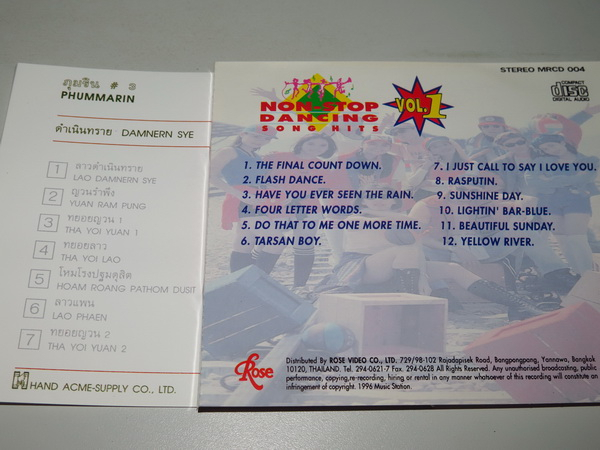 ภุมริน # 3
PHUMMARIN
ดำเนินทราย DAMNERN SYE
1 ลาวดำเนินทราย
LAO DAMNERN SYE
2 ญวนรำพึง
YUAN RAM PUNG
3 ทยอยญวน 1
THA YOI YUAN 1
4 ทยอยลาว
THA YOI LAO
5 โหมโรงปฐมดุสิต
HOAM ROANG PATHOM DUSIT
6 ลาวแพน
LAO PHAEN
7 ทยอยญวน 2
THA YOI YUAN 2
HAND ACME-SUPPLY CO., LTD.
STEREO MRCD 004
COMPACT
disc
DIGITAL AUDIO
NON-STOP
DANCING
SONG HITS
VOL.1
1. THE FINAL COUNT DOWN.
2. FLASH DANCE.
3. HAVE YOU EVER SEEN THE RAIN.
4. FOUR LETTER WORDS.
5. DO THAT TO ME ONE MORE TIME.
6. TARSAN BOY.
7. I JUST CALL TO SAY I LOVE YOU.
8. RASPUTIN.
9. SUNSHINE DAY.
10. LIGHTIN' BAR-BLUE.
11. BEAUTIFUL SUNDAY.
12. YELLOW RIVER.
Rose
Distributed By ROSE VIDEO CO., LTD. 729/98-102 Rajadapisek Road, Bangpongpang, Yannawa, Bangkok
10120, THAILAND. Tel. 294-0621-7 Fax. 294-0628 All Rights Reserved. Any unauthorised broadcasting, public
performance, copying,re-recording, hiring or rental in any manner whatsoever of this recording will constitute an
infringement of copyright. 1996 Music Station.